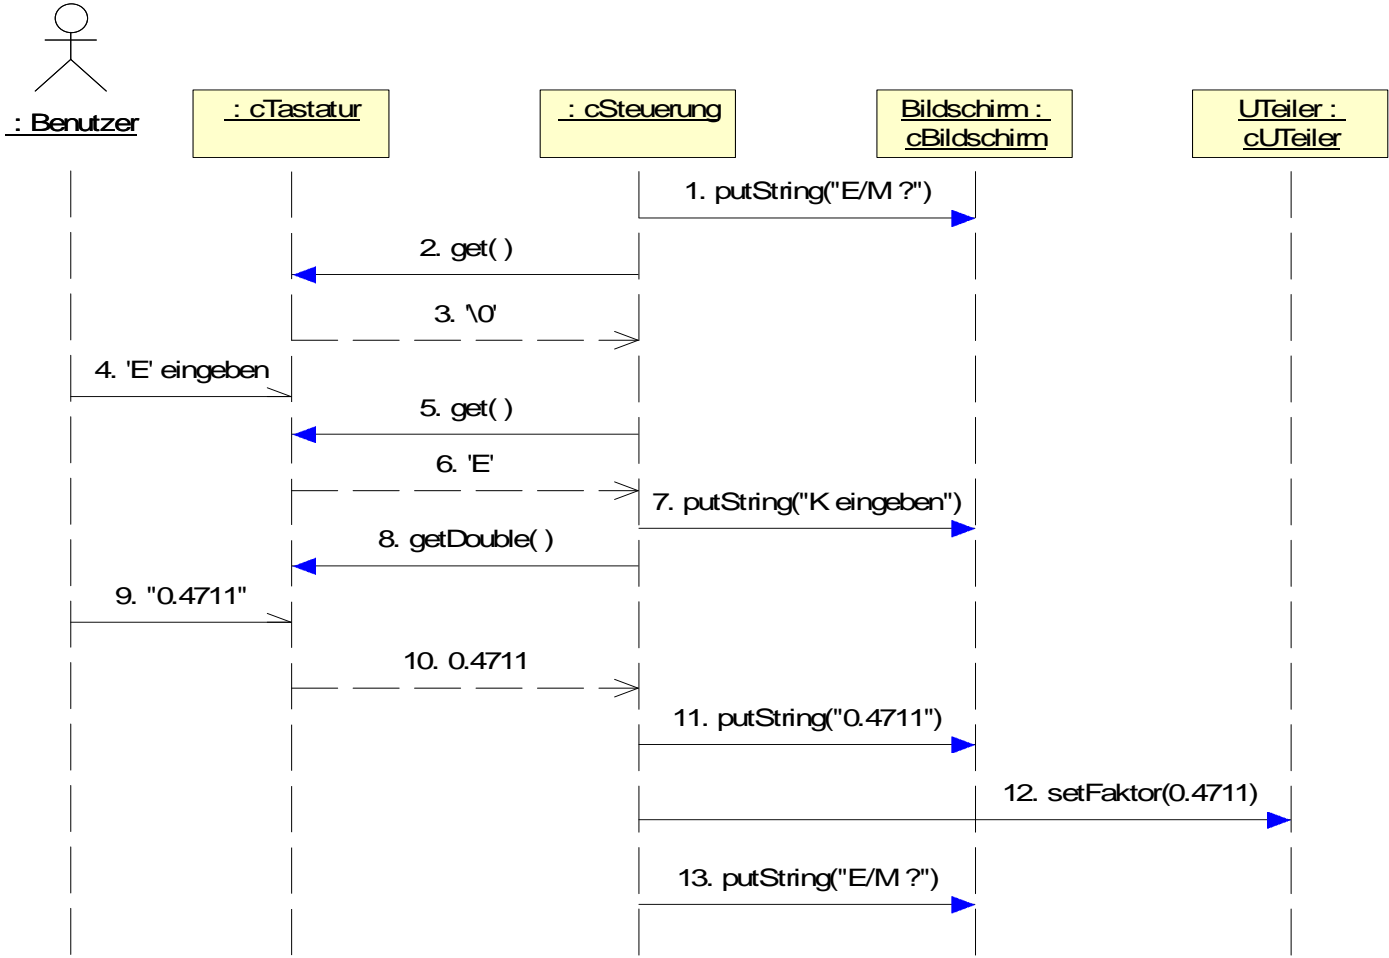 : Benutzer
: cTastatur
: cSteuerung
Bildschirm :
cBildschirm
UTeiler :
cUTeiler
1. putString("E/M ?")
2. get( )
3. '\0'
4. 'E' eingeben
5. get( )
6. 'E'
7. putString("K eingeben")
8. getDouble( )
9. "0.4711"
10. 0.4711
11. putString("0.4711")
12. setFaktor(0.4711)
13. putString("E/M ?")